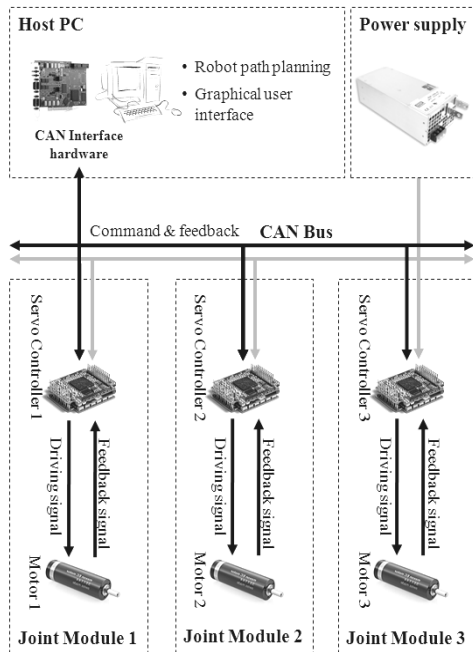 Host PC
Power supply
• Robot path planning
• Graphical user
interface
CAN Interface
hardware
Command & feedback
CAN Bus
Servo Controller 1
Servo Controller 2
Servo Controller 3
Driving signal
Feedback signal
Driving signal
Feedback signal
Driving signal
Feedback signal
Motor 1
Motor 2
Motor 3
Joint Module 1
Joint Module 2
Joint Module 3